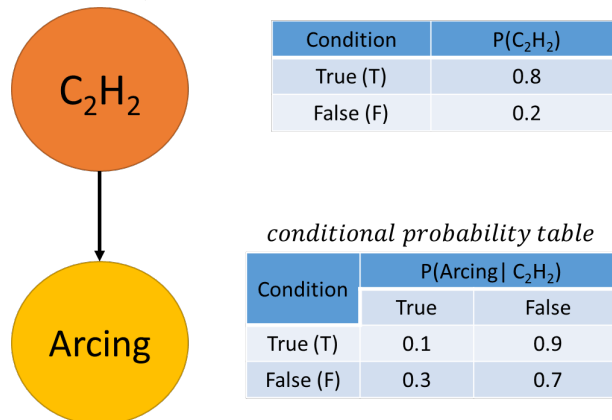 C₂H₂
Condition P(C₂H₂)
True (T) 0.8
False (F) 0.2
conditional probability table
Condition P(Arcing| C₂H₂)
True False
True (T) 0.1 0.9
False (F) 0.3 0.7
Arcing